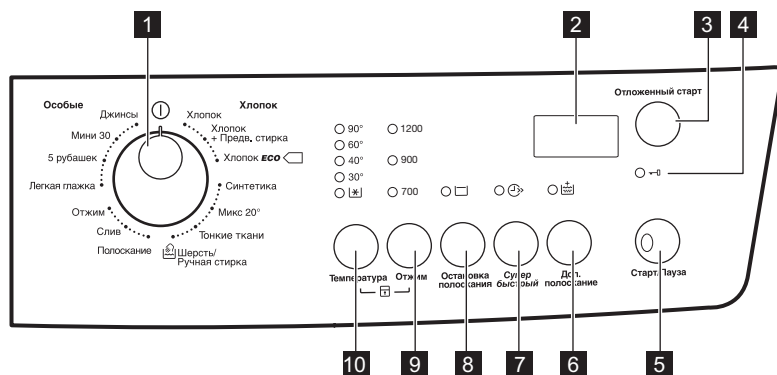 1
2
3
4
Особые
Хлопок
Отложенный старт
Джинсы
Хлопок
Мини 30
Хлопок
+ Предв. стирка
5 рубашек
Хлопок ECO
Легкая глажка
Синтетика
Отжим
Микс 20°
Слив
Тонкие ткани
Полоскание
Шерсть/
Ручная стирка
90°
1200
60°
40°
900
30°
700
Температура
Отжим
Остановка
полоскания
Супер
быстрый
Доп.
полоскание
Старт/Пауза
10
9
8
7
6
5